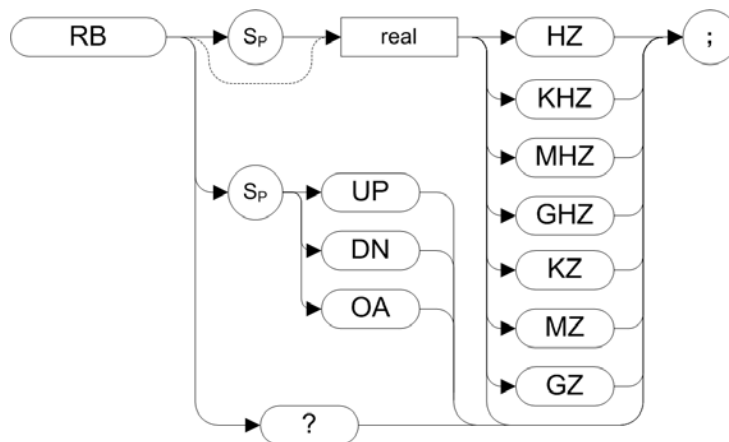 RB SP real HZ ;
KHZ
MHZ
SP UP GHZ
DN KZ
OA MZ
GZ
?